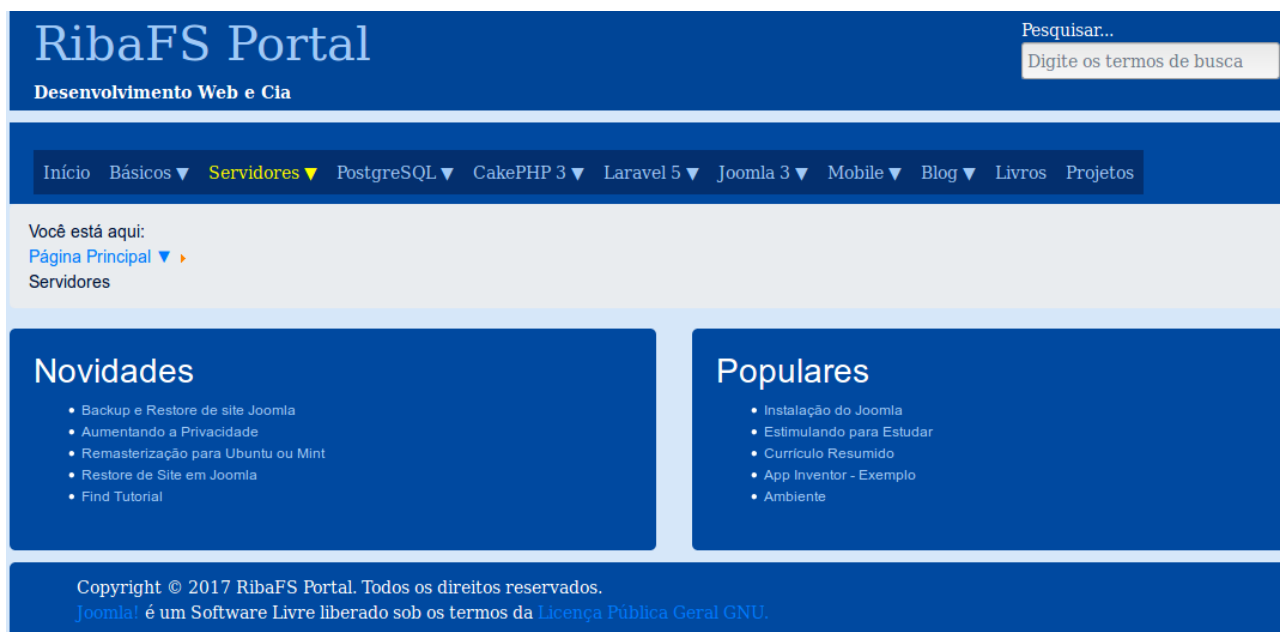 RibaFS Portal
Desenvolvimento Web e Cia
Pesquisar...
Digite os termos de busca
Início Básicos ▼ Servidores ▼ PostgreSQL ▼ CakePHP 3 ▼ Laravel 5 ▼ Joomla 3 ▼ Mobile ▼ Blog ▼ Livros Projetos
Você está aqui:
Página Principal ▼
Servidores
Novidades
• Backup e Restore de site Joomla
• Aumentando a Privacidade
• Remasterização para Ubuntu ou Mint
• Restore de Site em Joomla
• Find Tutorial
Populares
• Instalação do Joomla
• Estimulando para Estudar
• Currículo Resumido
• App Inventor - Exemplo
• Ambiente
Copyright © 2017 RibaFS Portal. Todos os direitos reservados.
Joomla! é um Software Livre liberado sob os termos da Licença Pública Geral GNU.